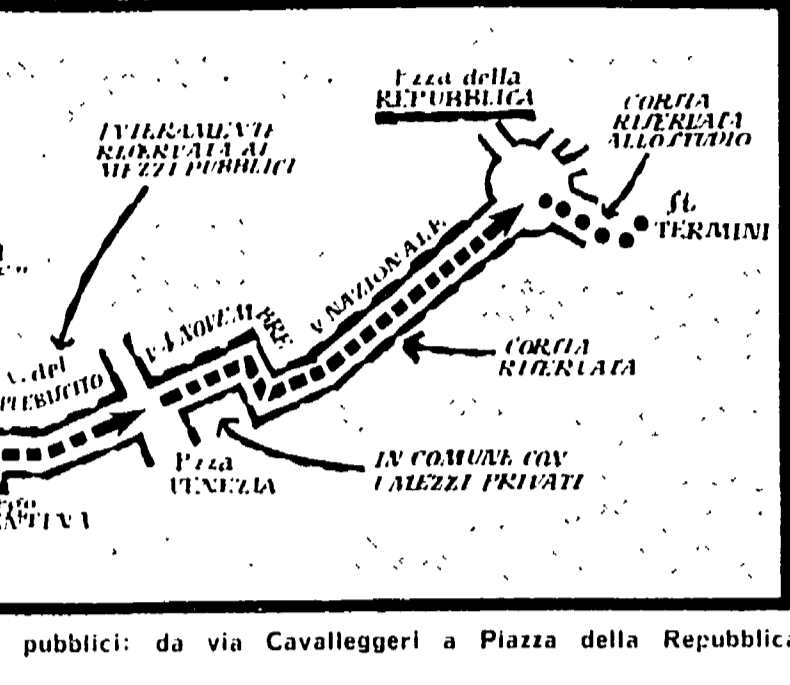 P.zza della
REPUBBLICA
CORSIA
RISERVATA
ALLO STUDIO
INTERAMENTE
RISERVATA AI
MEZZI PUBBLICI
St.
TERMINI
V NAZIONALE
V. 4 NOVEMBRE
V. del
PLEBISCITO
CORSIA
RISERVATA
P.zza
VENEZIA
IN COMUNE CON
I MEZZI PRIVATI
pubblici: da via Cavalleggeri a Piazza della Repubblica